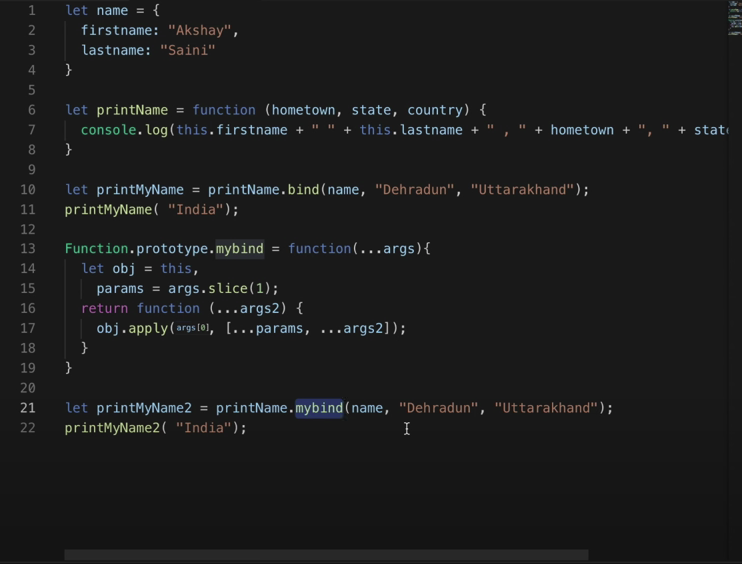 1 let name = {
2 firstname: "Akshay",
3 lastname: "Saini"
4 }
5
6 let printName = function (hometown, state, country) {
7 console.log(this.firstname + " " + this.lastname + " , " + hometown + ", " + stat
8 }
9
10 let printMyName = printName.bind(name, "Dehradun", "Uttarakhand");
11 printMyName( "India");
12
13 Function.prototype.mybind = function(...args){
14 let obj = this,
15 params = args.slice(1);
16 return function (...args2) {
17 obj.apply(args[0], [...params, ...args2]);
18 }
19 }
20
21 let printMyName2 = printName.mybind(name, "Dehradun", "Uttarakhand");
22 printMyName2( "India");